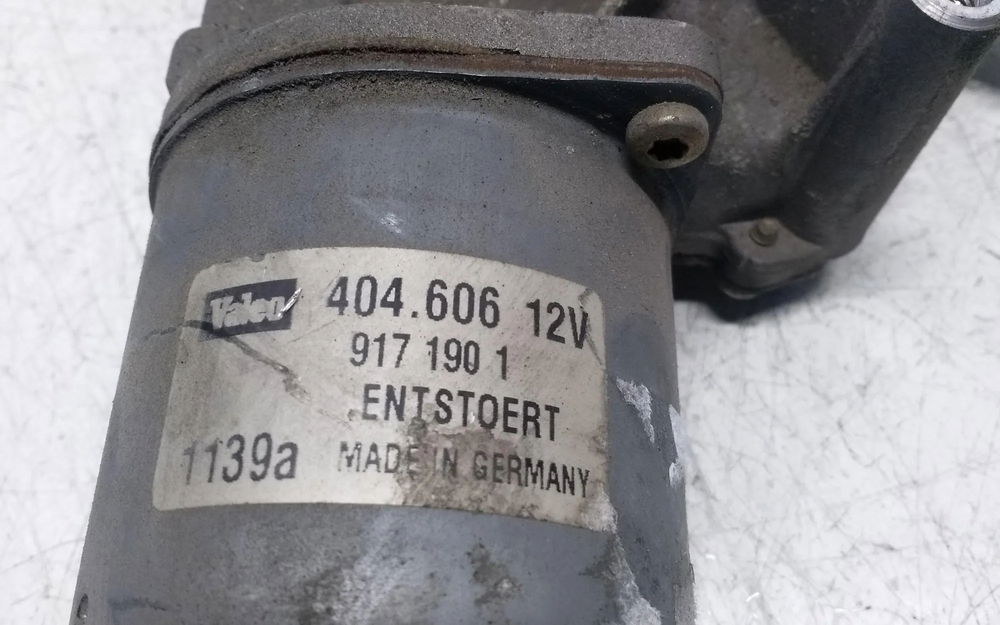 Valeo 404.606 12V
917 190 1
ENTSTOERT
1139a MADE IN GERMANY